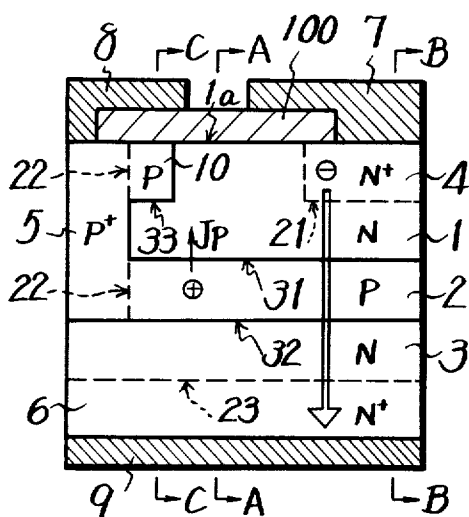 8 C A 100 7 B
1a
22 P 10 ⊖ N+ 4
5 P+ 33 JP 21 N 1
22 ⊕ 31 P 2
32 N 3
6 23 N+
9 C A B